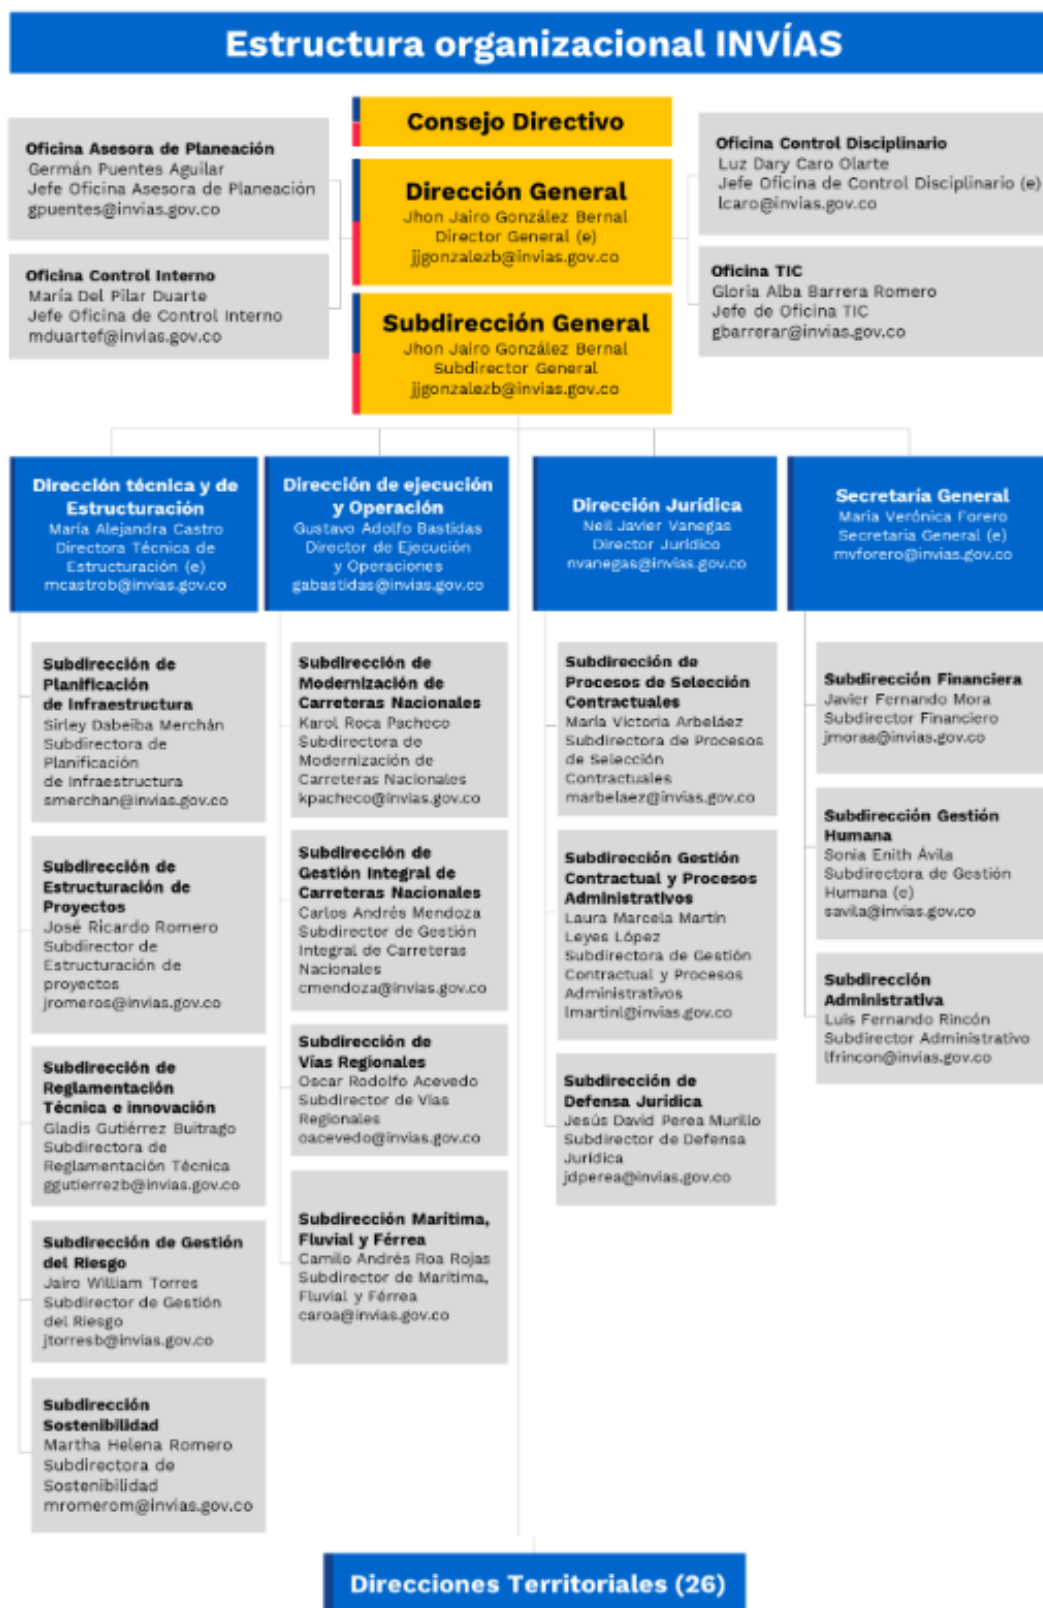 Estructura organizacional INVÍAS
Consejo Directivo
Oficina Asesora de Planeación
Germán Puentes Aguilar
Jefe Oficina Asesora de Planeación
gpuentes@invias.gov.co
Dirección General
Jhon Jairo González Bernal
Director General (e)
jjgonzalezb@invias.gov.co
Oficina Control Disciplinario
Luz Dary Caro Olarte
Jefe Oficina de Control Disciplinario (e)
lcaro@invias.gov.co
Oficina Control Interno
María Del Pilar Duarte
Jefe Oficina de Control Interno
mduartef@invias.gov.co
Subdirección General
Jhon Jairo González Bernal
Subdirector General
jjgonzalezb@invias.gov.co
Oficina TIC
Gloria Alba Barrera Romero
Jefe de Oficina TIC
gbarrerar@invias.gov.co
Dirección técnica y de
Estructuración
María Alejandra Castro
Directora Técnica de
Estructuración (e)
mcastrob@invias.gov.co
Dirección de ejecución
y Operación
Gustavo Adolfo Bastidas
Director de Ejecución
y Operaciones
gabastidas@invias.gov.co
Dirección Jurídica
Neil Javier Vanegas
Director Jurídico
nvanegas@invias.gov.co
Secretaría General
María Verónica Forero
Secretaria General (e)
mvforero@invias.gov.co
Subdirección de
Planificación
de Infraestructura
Sirley Dabeiba Merchán
Subdirectora de
Planificación
de Infraestructura
smerchan@invias.gov.co
Subdirección de
Estructuración de
Proyectos
José Ricardo Romero
Subdirector de
Estructuración de
proyectos
jromeros@invias.gov.co
Subdirección de
Reglamentación
Técnica e innovación
Gladis Gutiérrez Buitrago
Subdirectora de
Reglamentación Técnica
ggutierrezb@invias.gov.co
Subdirección de Gestión
del Riesgo
Jairo William Torres
Subdirector de Gestión
del Riesgo
jtorresb@invias.gov.co
Subdirección
Sostenibilidad
Martha Helena Romero
Subdirectora de
Sostenibilidad
mromerom@invias.gov.co
Subdirección de
Modernización de
Carreteras Nacionales
Karol Roca Pacheco
Subdirectora de
Modernización de
Carreteras Nacionales
kpacheco@invias.gov.co
Subdirección de
Gestión Integral de
Carreteras Nacionales
Carlos Andrés Mendoza
Subdirector de Gestión
Integral de Carreteras
Nacionales
cmendoza@invias.gov.co
Subdirección de
Vías Regionales
Oscar Rodolfo Acevedo
Subdirector de Vías
Regionales
oacevedo@invias.gov.co
Subdirección Marítima,
Fluvial y Férrea
Camilo Andrés Roa Rojas
Subdirector de Marítima,
Fluvial y Férrea
caroa@invias.gov.co
Subdirección de
Procesos de Selección
Contractuales
María Victoria Arbeláez
Subdirectora de Procesos
de Selección
Contractuales
marbelaez@invias.gov.co
Subdirección Gestión
Contractual y Procesos
Administrativos
Laura Marcela Martín
Leyes López
Subdirectora de Gestión
Contractual y Procesos
Administrativos
lmartinl@invias.gov.co
Subdirección de
Defensa Jurídica
Jesús David Perea Murillo
Subdirector de Defensa
Jurídica
jdperea@invias.gov.co
Subdirección Financiera
Javier Fernando Mora
Subdirector Financiero
jmoraa@invias.gov.co
Subdirección Gestión
Humana
Sonia Enith Ávila
Subdirectora de Gestión
Humana (e)
savila@invias.gov.co
Subdirección
Administrativa
Luis Fernando Rincón
Subdirector Administrativo
lfrincon@invias.gov.co
Direcciones Territoriales (26)